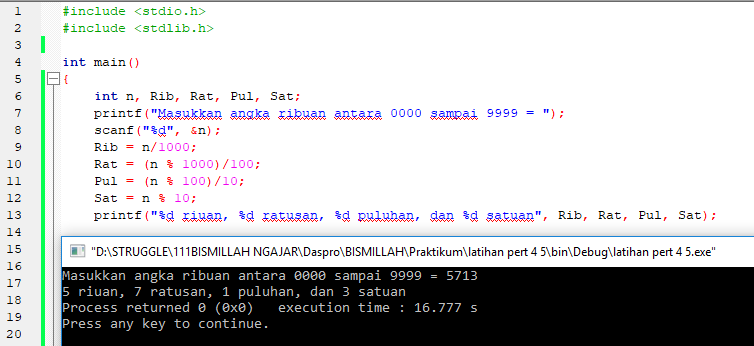 1 #include <stdio.h>
2 #include <stdlib.h>
3
4 int main()
5 {
6 int n, Rib, Rat, Pul, Sat;
7 printf("Masukkan angka ribuan antara 0000 sampai 9999 = ");
8 scanf("%d", &n);
9 Rib = n/1000;
10 Rat = (n % 1000)/100;
11 Pul = (n % 100)/10;
12 Sat = n % 10;
13 printf("%d riuan, %d ratusan, %d puluhan, dan %d satuan", Rib, Rat, Pul, Sat);
14
15 "D:\STRUGGLE\111BISMILLAH NGAJAR\Daspro\BISMILLAH\Praktikum\latihan pert 4 5\bin\Debug\latihan pert 4 5.exe"
16 Masukkan angka ribuan antara 0000 sampai 9999 = 5713
17 5 riuan, 7 ratusan, 1 puluhan, dan 3 satuan
18 Process returned 0 (0x0)   execution time : 16.777 s
19 Press any key to continue.
20